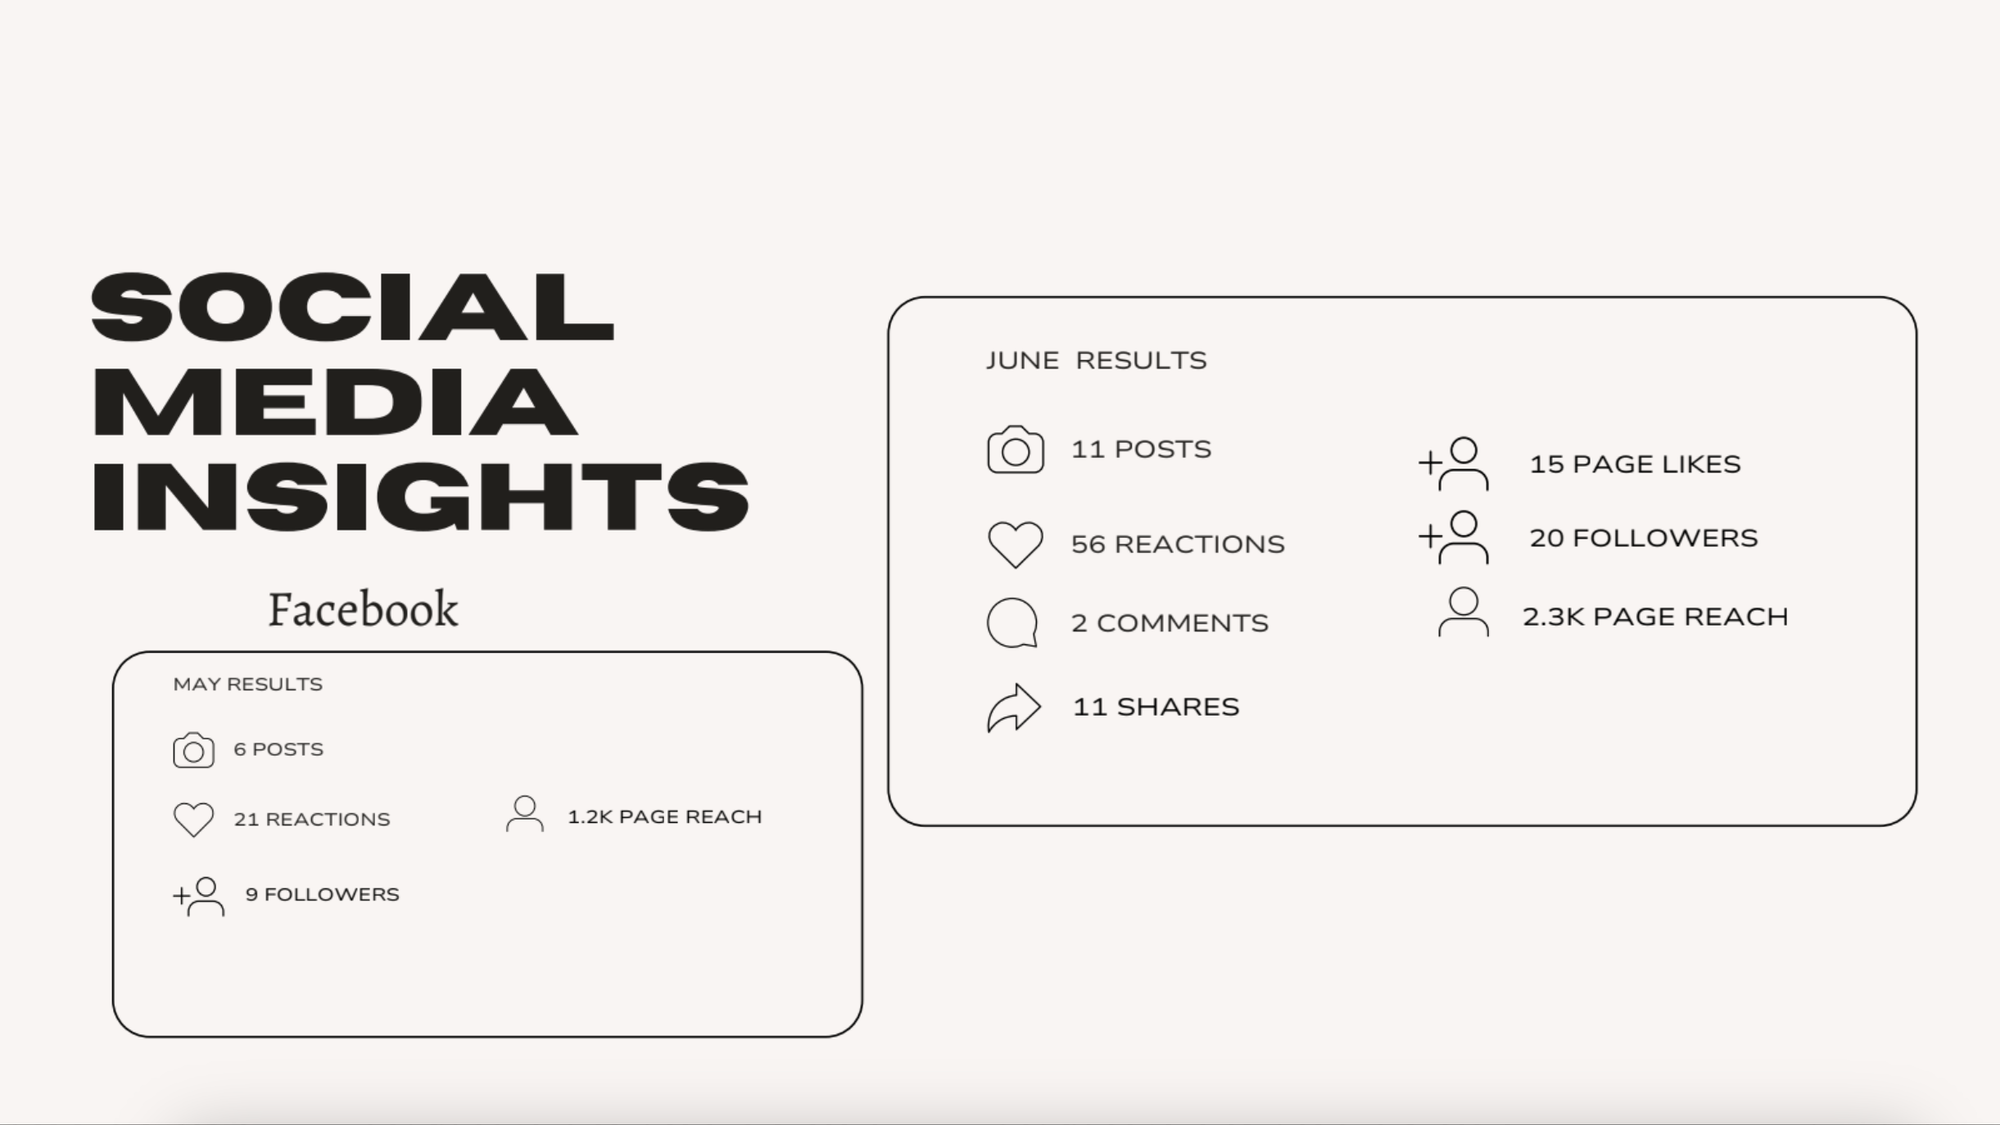 SOCIAL
MEDIA
INSIGHTS
Facebook
MAY RESULTS
6 POSTS
21 REACTIONS
1.2K PAGE REACH
9 FOLLOWERS
JUNE RESULTS
11 POSTS
56 REACTIONS
2 COMMENTS
11 SHARES
15 PAGE LIKES
20 FOLLOWERS
2.3K PAGE REACH